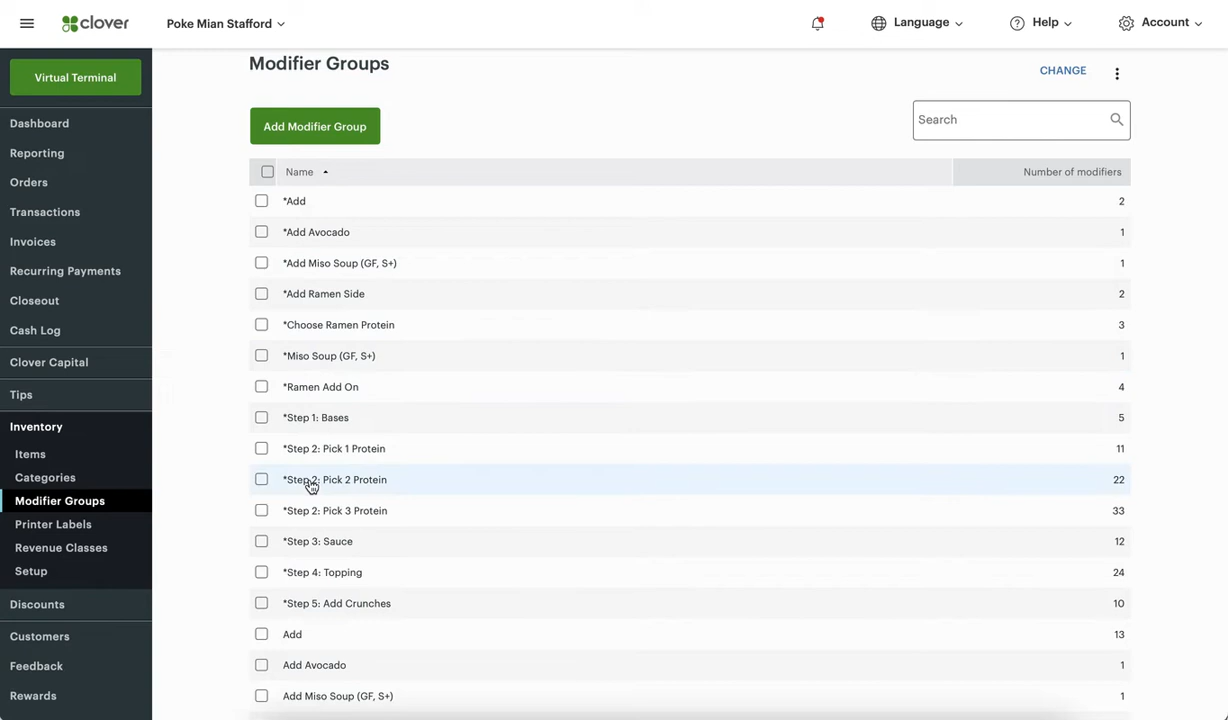 clover
Poke Mian Stafford
Language
Help
Account
Virtual Terminal
Dashboard
Reporting
Orders
Transactions
Invoices
Recurring Payments
Closeout
Cash Log
Clover Capital
Tips
Inventory
Items
Categories
Modifier Groups
Printer Labels
Revenue Classes
Setup
Discounts
Customers
Feedback
Rewards
Modifier Groups
CHANGE
Add Modifier Group
Search
Name Number of modifiers
*Add 2
*Add Avocado 1
*Add Miso Soup (GF, S+) 1
*Add Ramen Side 2
*Choose Ramen Protein 3
*Miso Soup (GF, S+) 1
*Ramen Add On 4
*Step 1: Bases 5
*Step 2: Pick 1 Protein 11
*Step 2: Pick 2 Protein 22
*Step 2: Pick 3 Protein 33
*Step 3: Sauce 12
*Step 4: Topping 24
*Step 5: Add Crunches 10
Add 13
Add Avocado 1
Add Miso Soup (GF, S+) 1